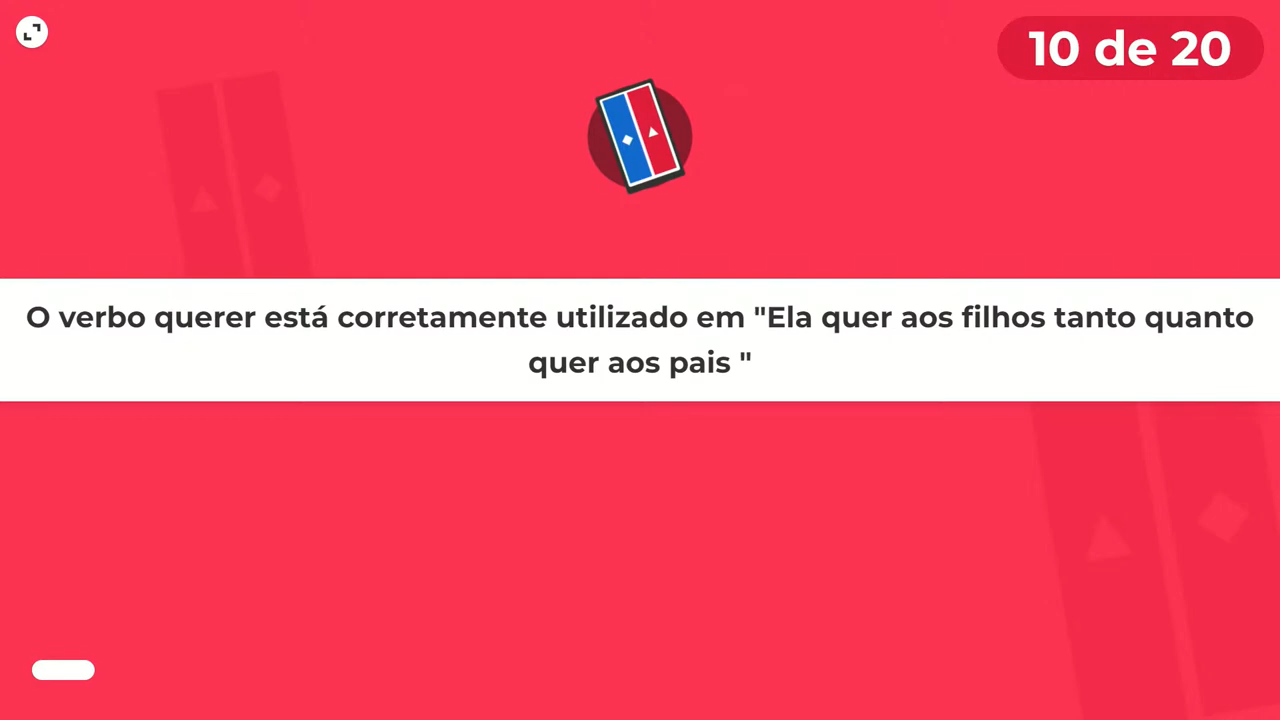 10 de 20
O verbo querer está corretamente utilizado em "Ela quer aos filhos tanto quanto
quer aos pais "